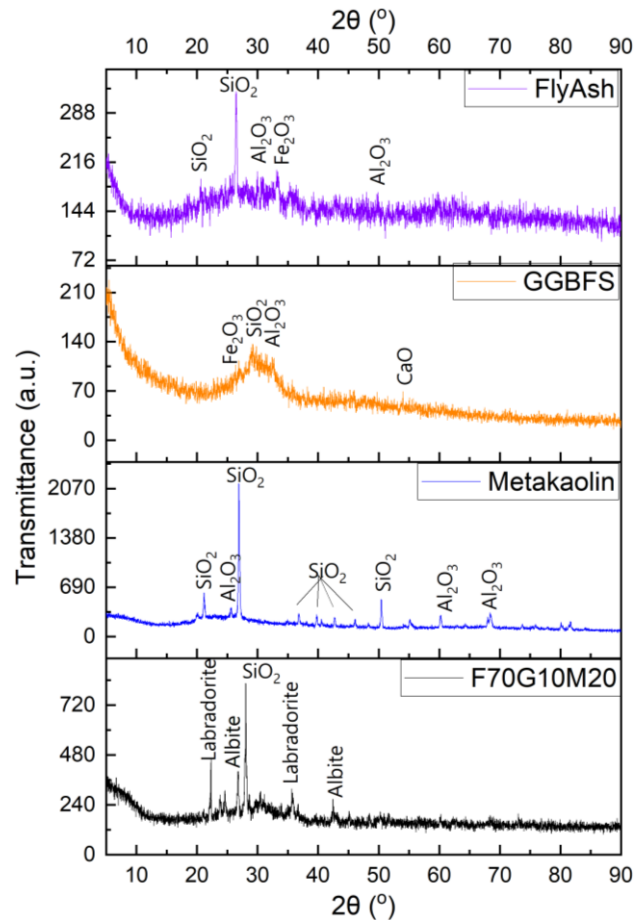 2θ (°)
10 20 30 40 50 60 70 80 90
FlyAsh
SiO₂
SiO₂
Al₂O₃
Fe₂O₃
Al₂O₃
288
216
144
72
GGBFS
Fe₂O₃
SiO₂
Al₂O₃
CaO
210
140
70
0
Metakaolin
SiO₂
SiO₂
Al₂O₃
SiO₂
SiO₂
Al₂O₃
Al₂O₃
2070
1380
690
0
F70G10M20
SiO₂
Labradorite
Albite
Labradorite
Albite
720
480
240
0
Transmittance (a.u.)
10 20 30 40 50 60 70 80 90
2θ (°)